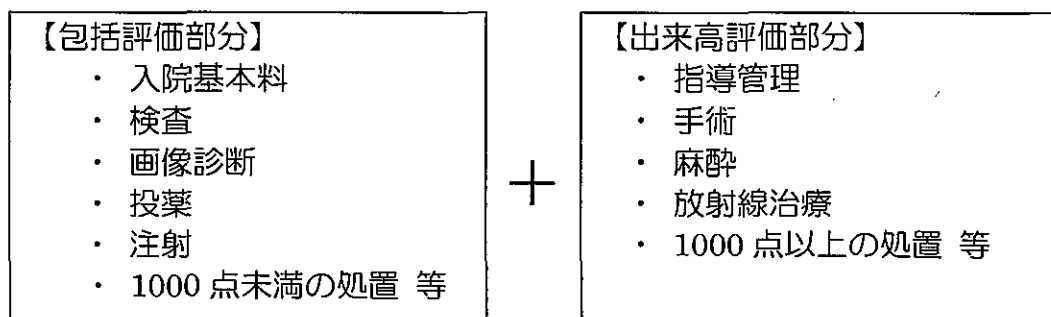 【包括評価部分】
・ 入院基本料
・ 検査
・ 画像診断
・ 投薬
・ 注射
・ 1000 点未満の処置 等
＋
【出来高評価部分】
・ 指導管理
・ 手術
・ 麻酔
・ 放射線治療
・ 1000 点以上の処置 等